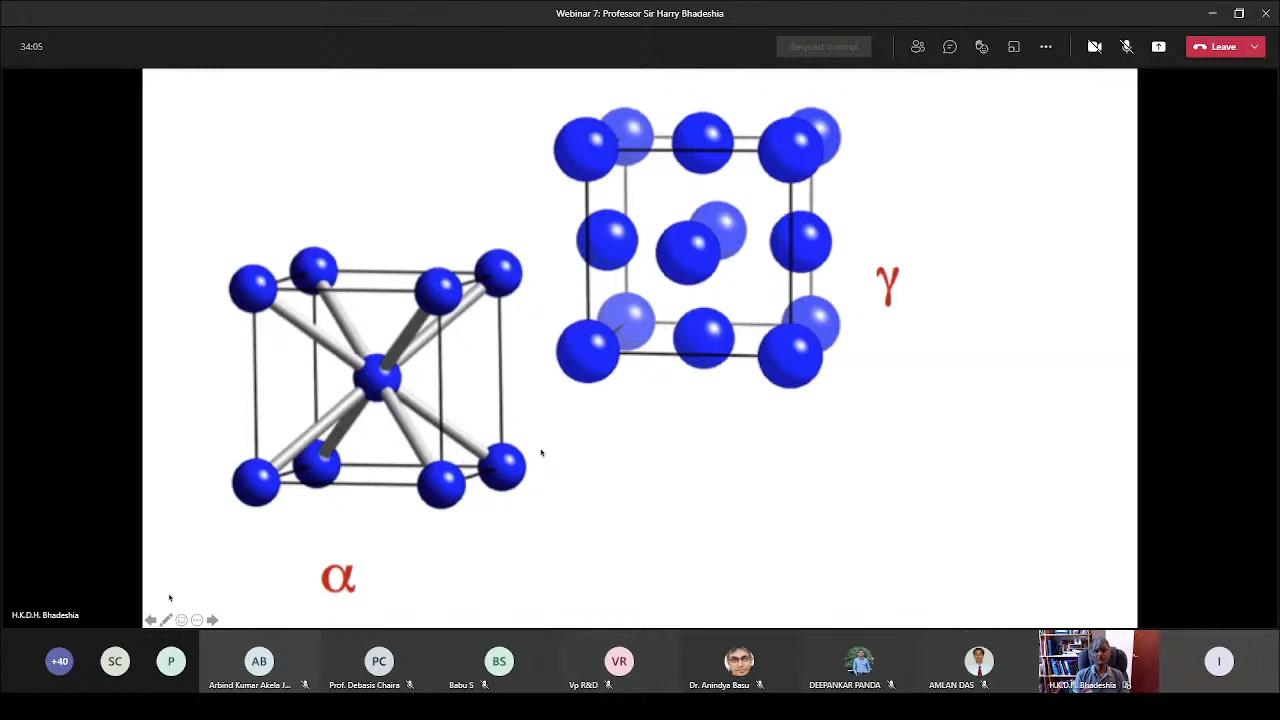 Webinar 7: Professor Sir Harry Bhadeshia
34:05
Request control
Leave
γ
α
H.K.D.H. Bhadeshia
+40
SC
P
AB
PC
BS
VR
I
Arbind Kumar Akela J...
Prof. Debasis Chaira
Babu S
Vp R&D
Dr. Anindya Basu
DEEPANKAR PANDA
AMLAN DAS
H.K.D.H. Bhadeshia